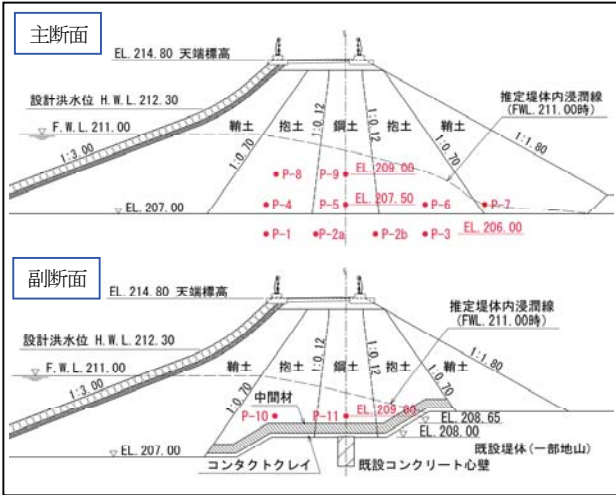 主断面
EL.214.80 天端標高
設計洪水位 H.W.L.212.30
F.W.L.211.00
1:3.00
鞘土
抱土
鋼土
抱土
鞘土
1:0.70
1:0.12
1:0.12
1:0.70
1:1.80
推定堤体内浸潤線
(FWL.211.00時)
P-8
P-9
EL.209.00
P-4
P-5
EL.207.50
P-6
P-7
EL.207.00
P-1
P-2a
P-2b
P-3
EL.206.00
副断面
EL.214.80 天端標高
設計洪水位 H.W.L.212.30
F.W.L.211.00
1:3.00
鞘土
抱土
鋼土
抱土
鞘土
1:0.70
1:0.12
1:0.12
1:0.70
1:1.80
推定堤体内浸潤線
(FWL.211.00時)
中間材
P-10
P-11
EL.209.00
EL.208.65
EL.208.00
EL.207.00
コンタクトクレイ
既設コンクリート心壁
既設堤体(一部地山)